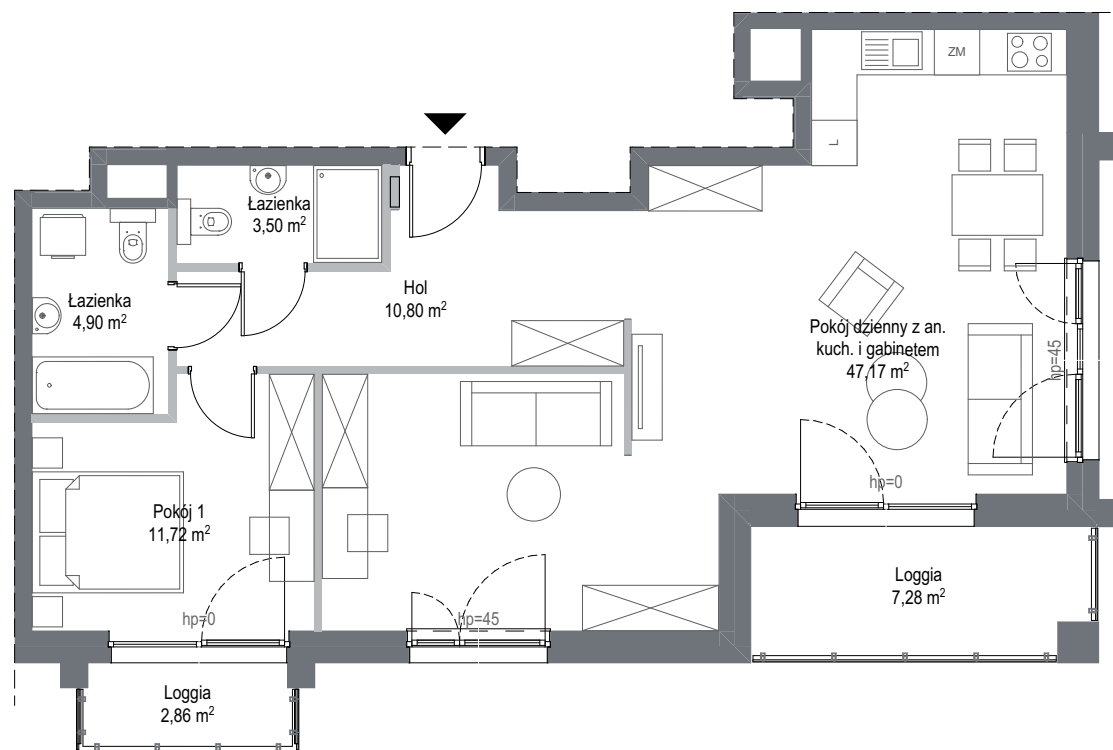 ZM
L
Łazienka
3,50 m²
Łazienka
4,90 m²
Hol
10,80 m²
Pokój dzienny z an.
kuch. i gabinetem
47,17 m²
hp=45
hp=0
Pokój 1
11,72 m²
hp=0
hp=45
Loggia
7,28 m²
Loggia
2,86 m²